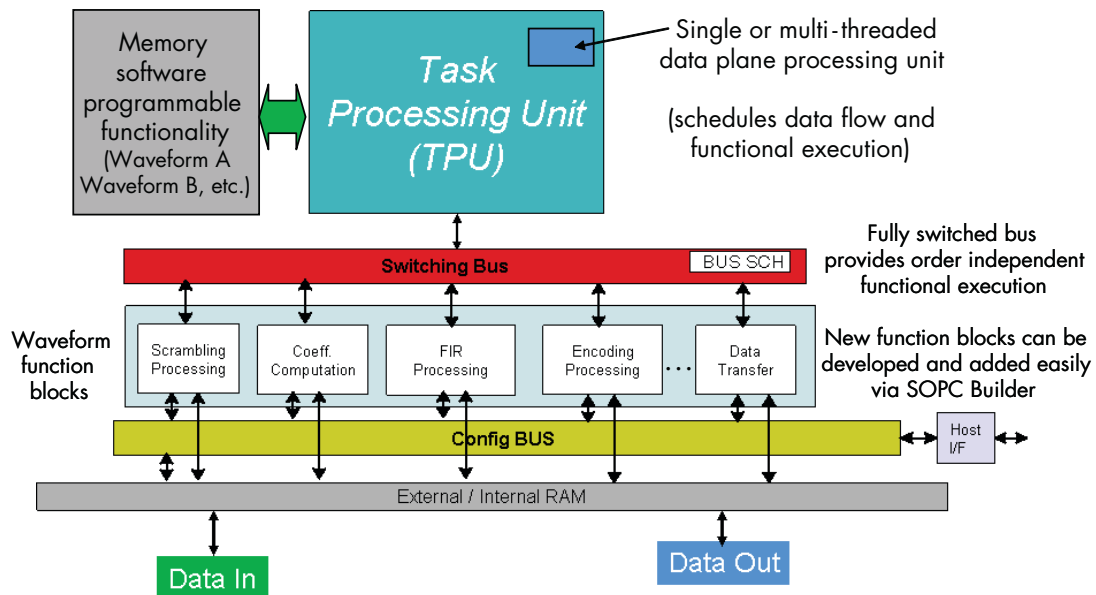 Memory
software
programmable
functionality
(Waveform A
Waveform B, etc.)
Task
Processing Unit
(TPU)
Single or multi-threaded
data plane processing unit
(schedules data flow and
functional execution)
Switching Bus
BUS SCH
Fully switched bus
provides order independent
functional execution
Waveform
function
blocks
Scrambling
Processing
Coeff.
Computation
FIR
Processing
Encoding
Processing
...
Data
Transfer
New function blocks can be
developed and added easily
via SOPC Builder
Config BUS
Host
I/F
External / Internal RAM
Data In
Data Out